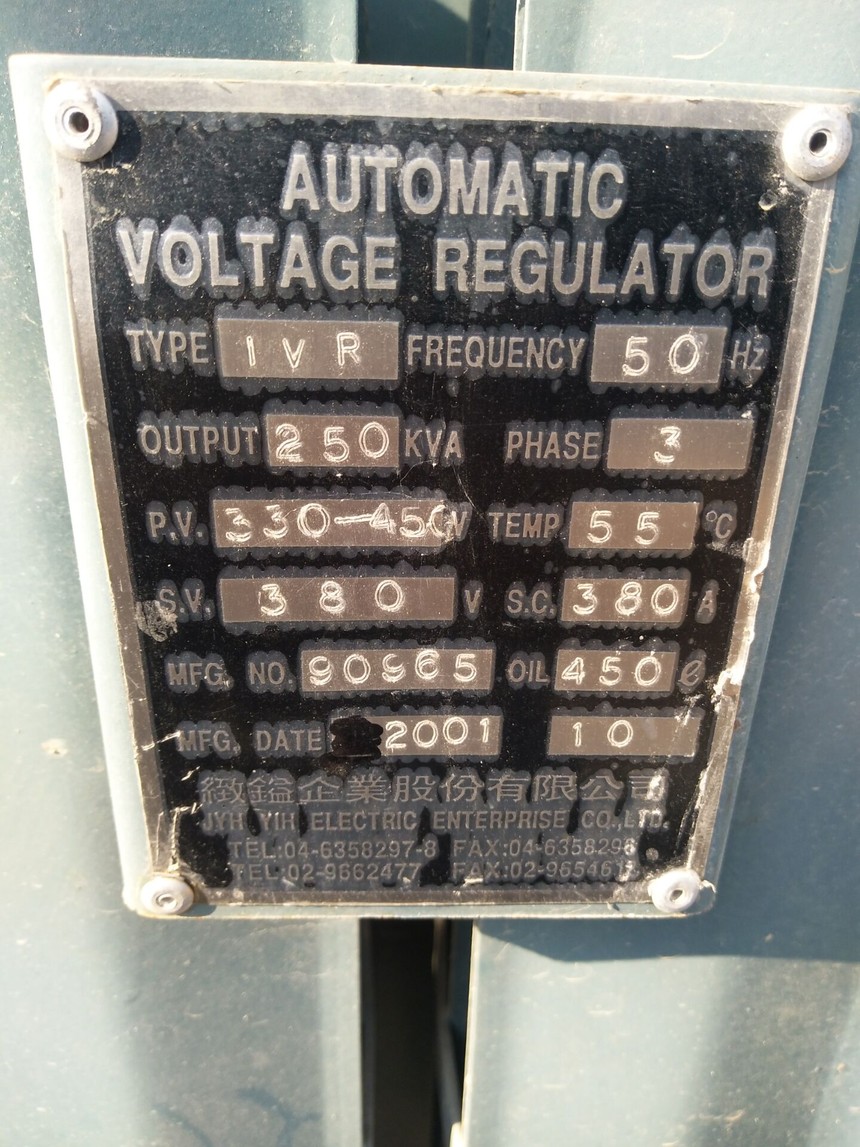 AUTOMATIC
VOLTAGE REGULATOR
TYPE IVR FREQUENCY 50 Hz
OUTPUT 250 KVA PHASE 3
P.V. 330-450 V TEMP 55 °C
S.V. 380 V S.C. 380 A
MFG. NO. 90965 OIL 450 ℓ
MFG. DATE 2001 10
緻鎰企業股份有限公司
JYH YIH ELECTRIC ENTERPRISE CO.,LTD.
TEL:04-6358297-8 FAX:04-6358296
TEL:02-9662477 FAX: